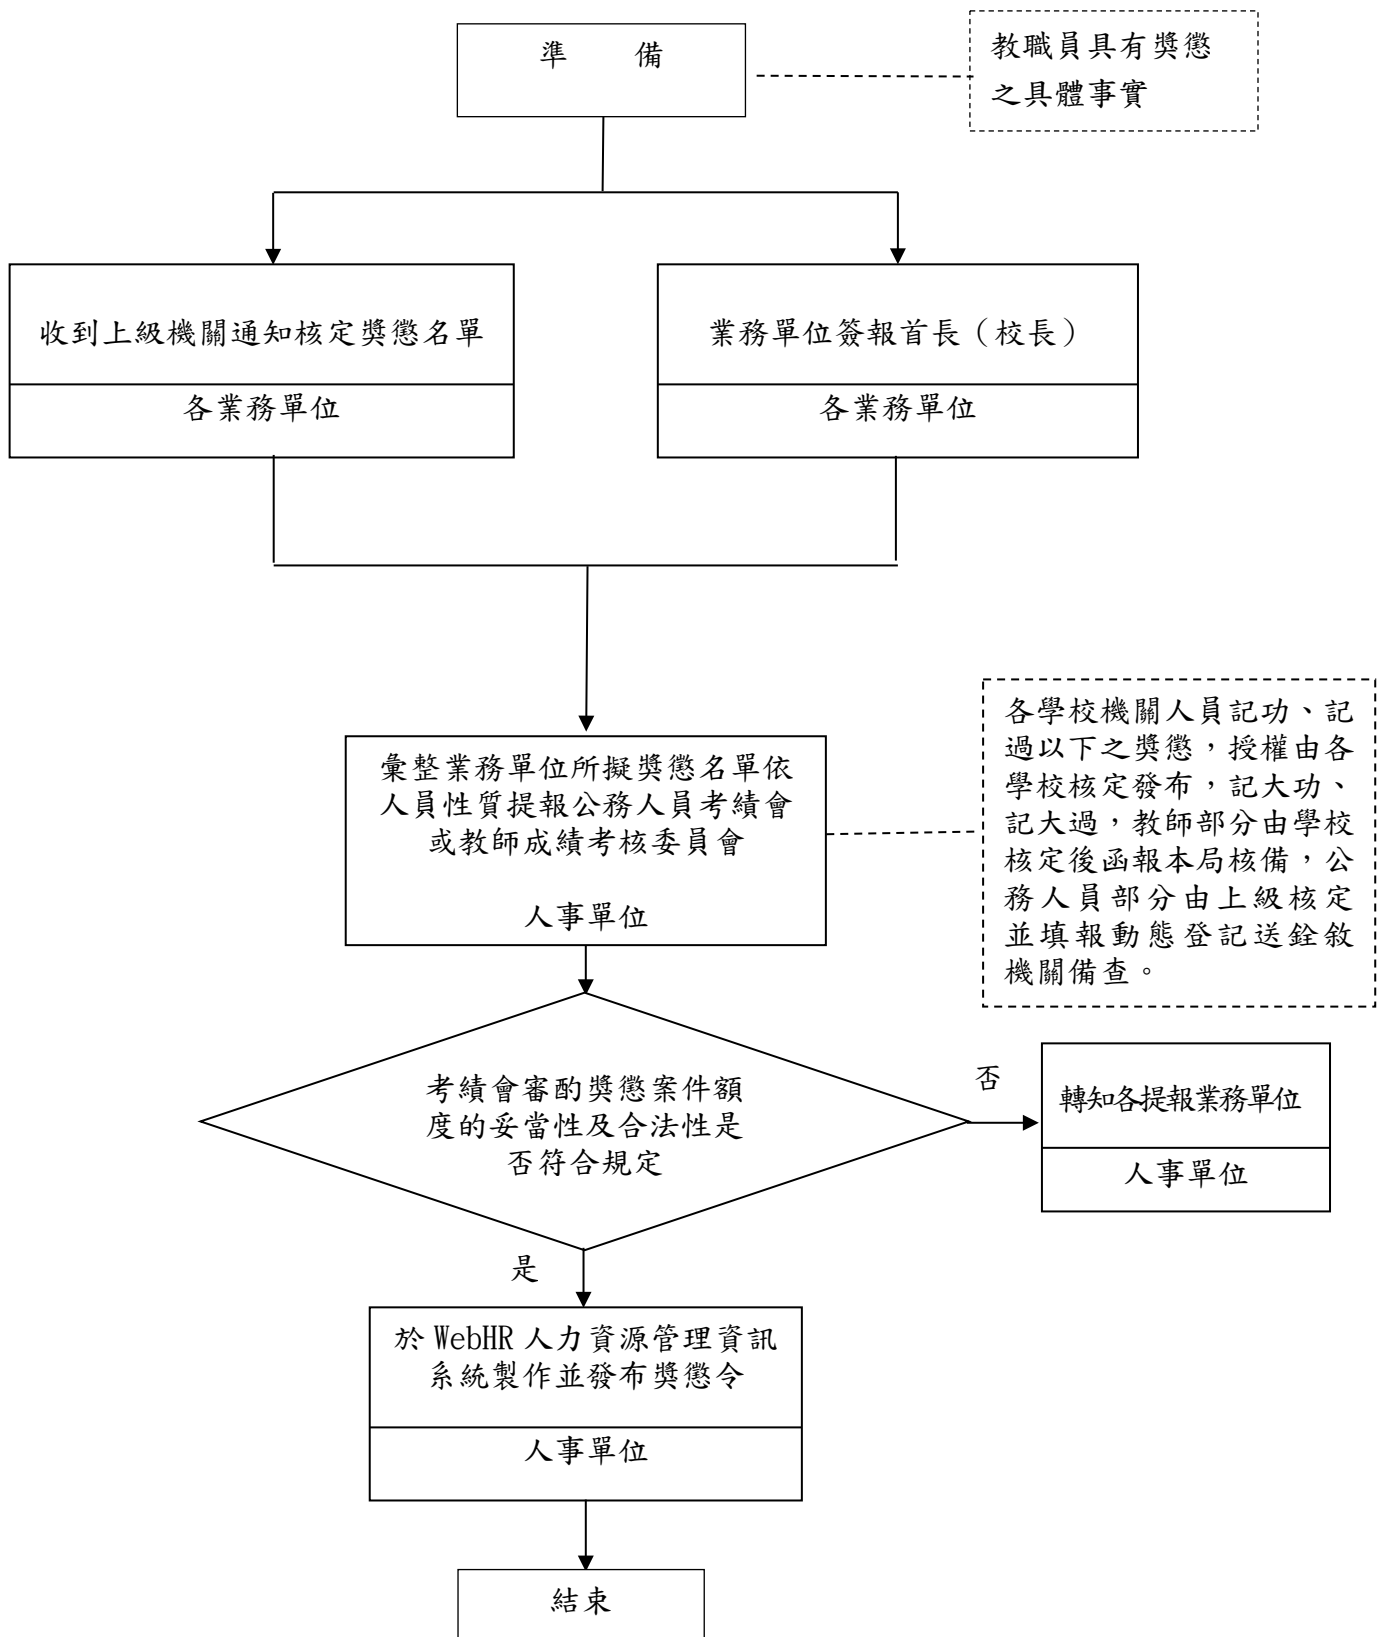 準　　備
教職員具有獎懲
之具體事實
收到上級機關通知核定獎懲名單
各業務單位
業務單位簽報首長（校長）
各業務單位
彙整業務單位所擬獎懲名單依
人員性質提報公務人員考績會
或教師成績考核委員會
人事單位
各學校機關人員記功、記
過以下之獎懲，授權由各
學校核定發布，記大功、
記大過，教師部分由學校
核定後函報本局核備，公
務人員部分由上級核定
並填報動態登記送銓敘
機關備查。
考績會審酌獎懲案件額
度的妥當性及合法性是
否符合規定
否
轉知各提報業務單位
人事單位
是
於 WebHR 人力資源管理資訊
系統製作並發布獎懲令
人事單位
結束